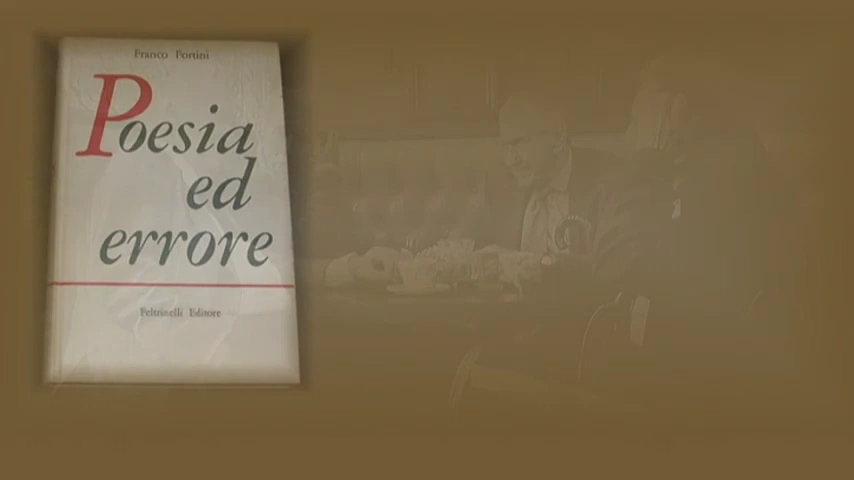 Franco Fortini
Poesia
ed
errore
Feltrinelli Editore